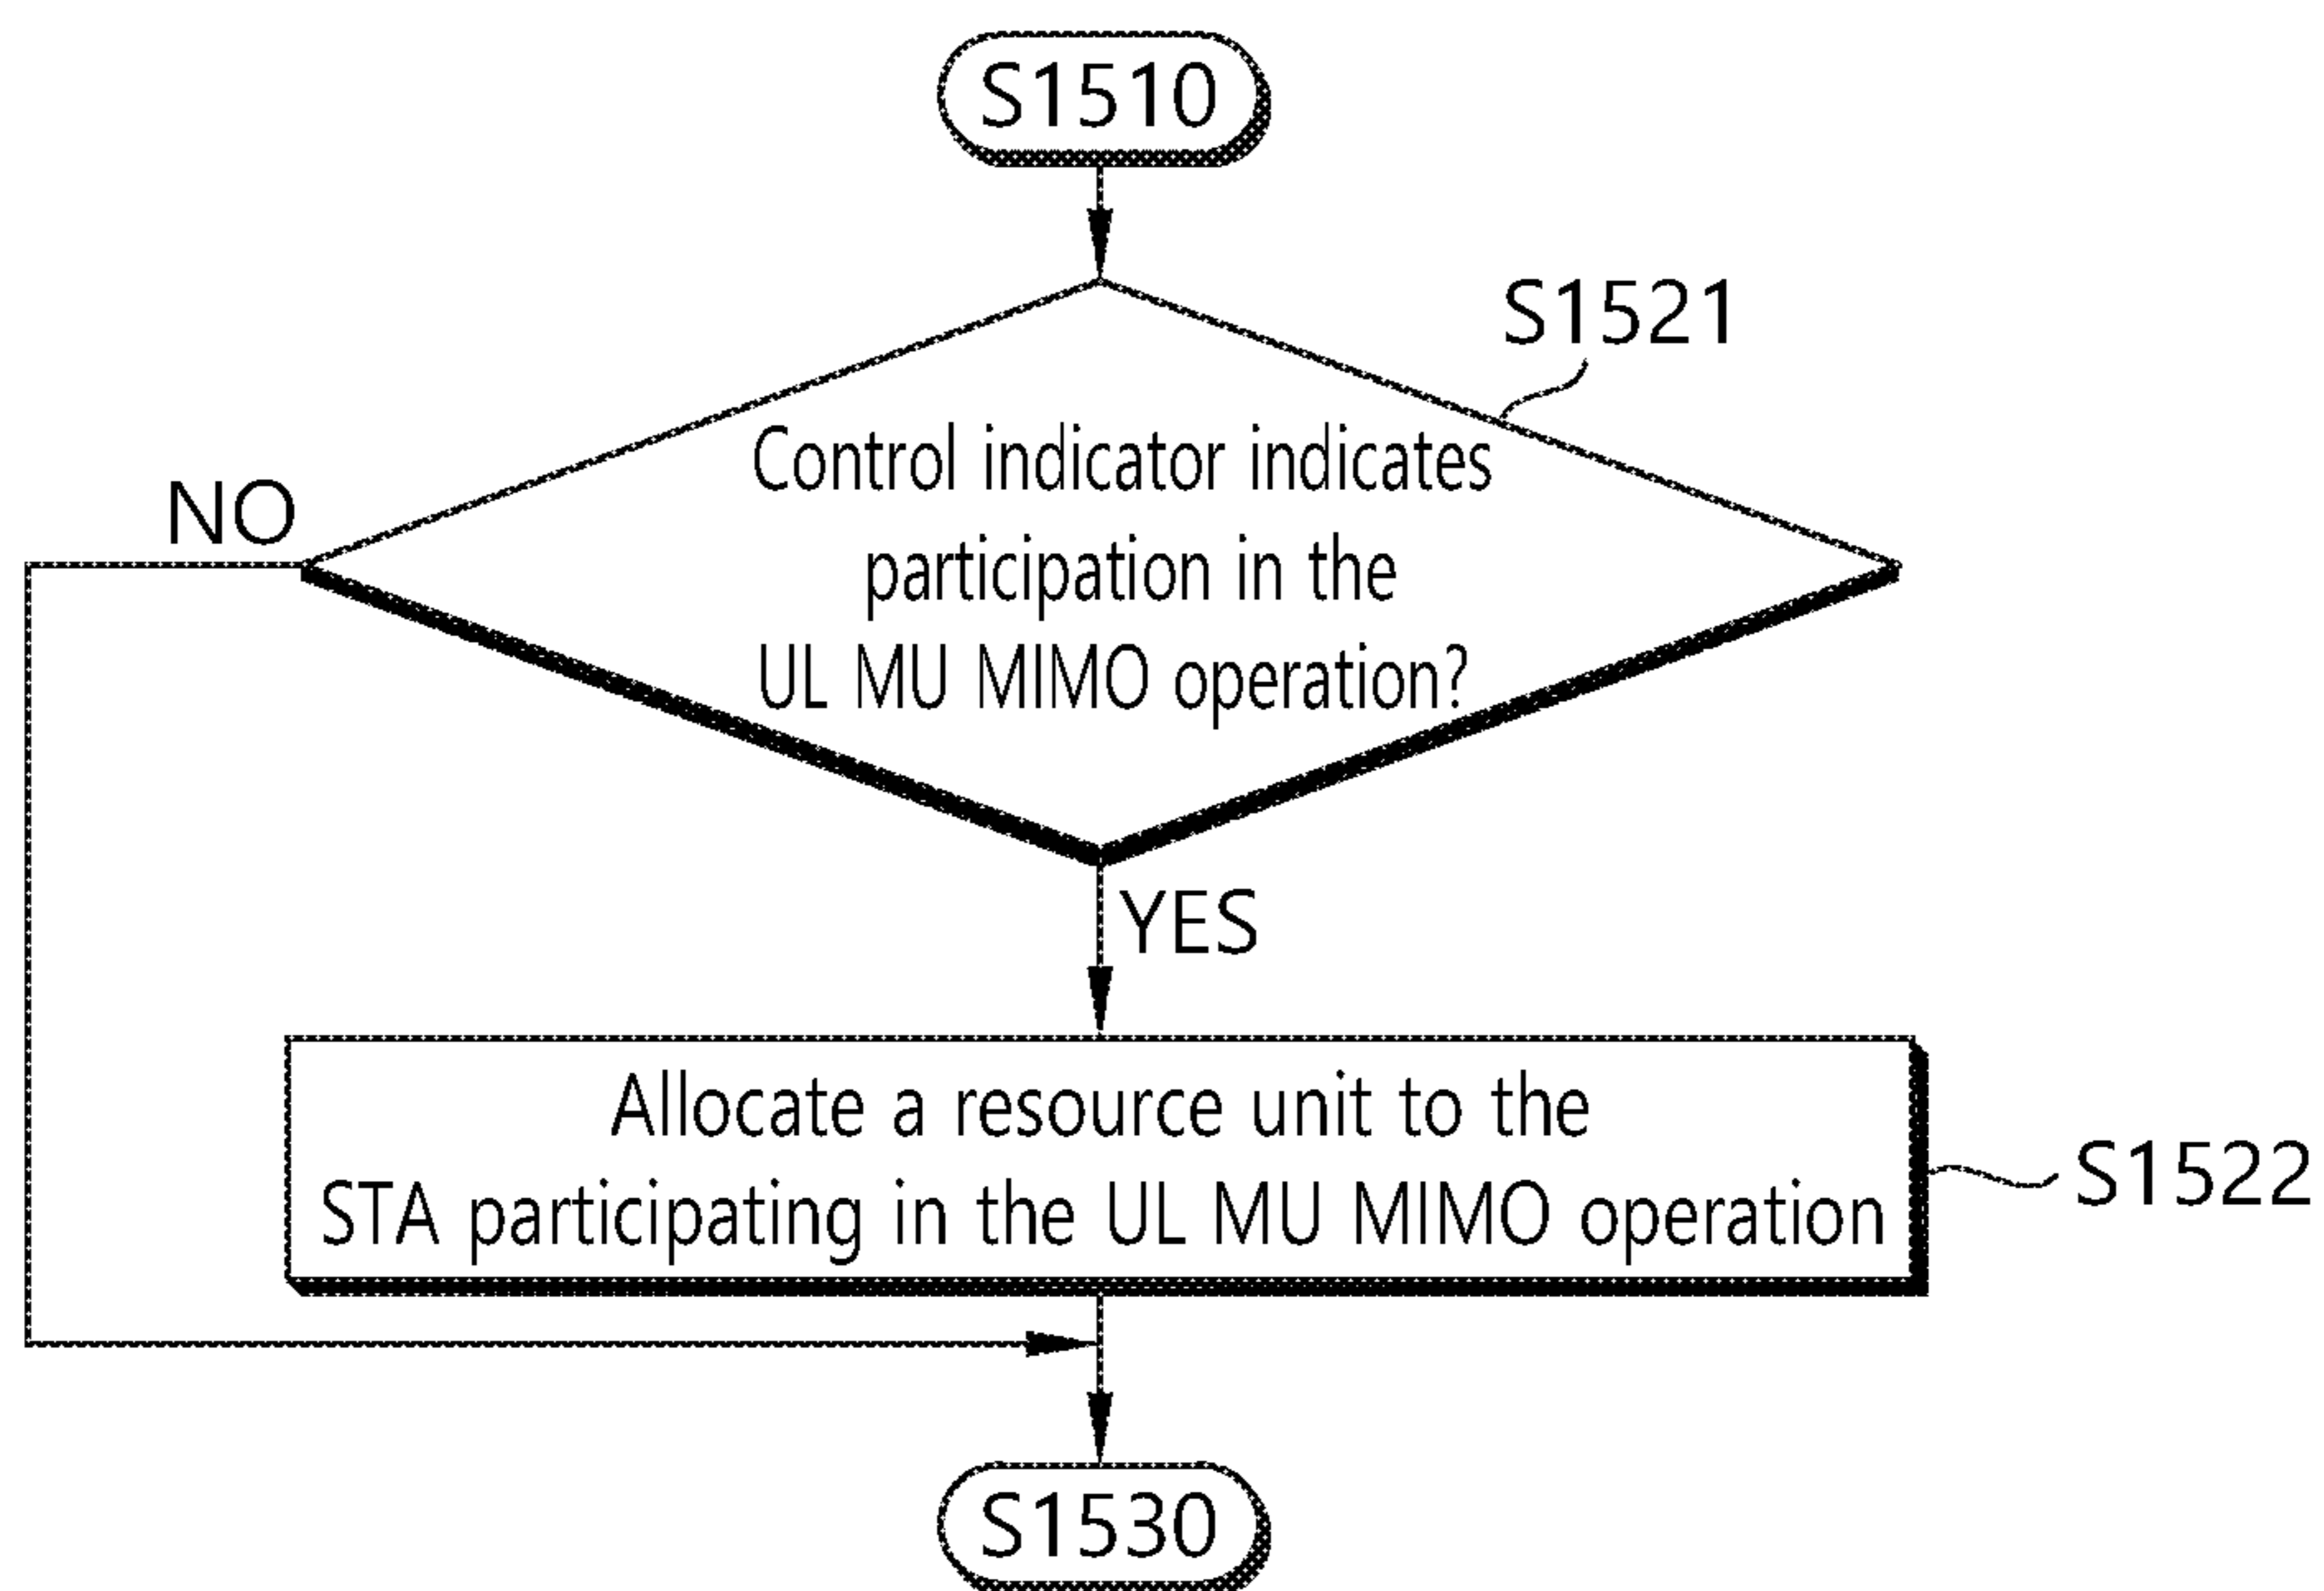 S1510
S1521
Control indicator indicates
participation in the
UL MU MIMO operation?
NO
YES
Allocate a resource unit to the
STA participating in the UL MU MIMO operation
S1522
S1530